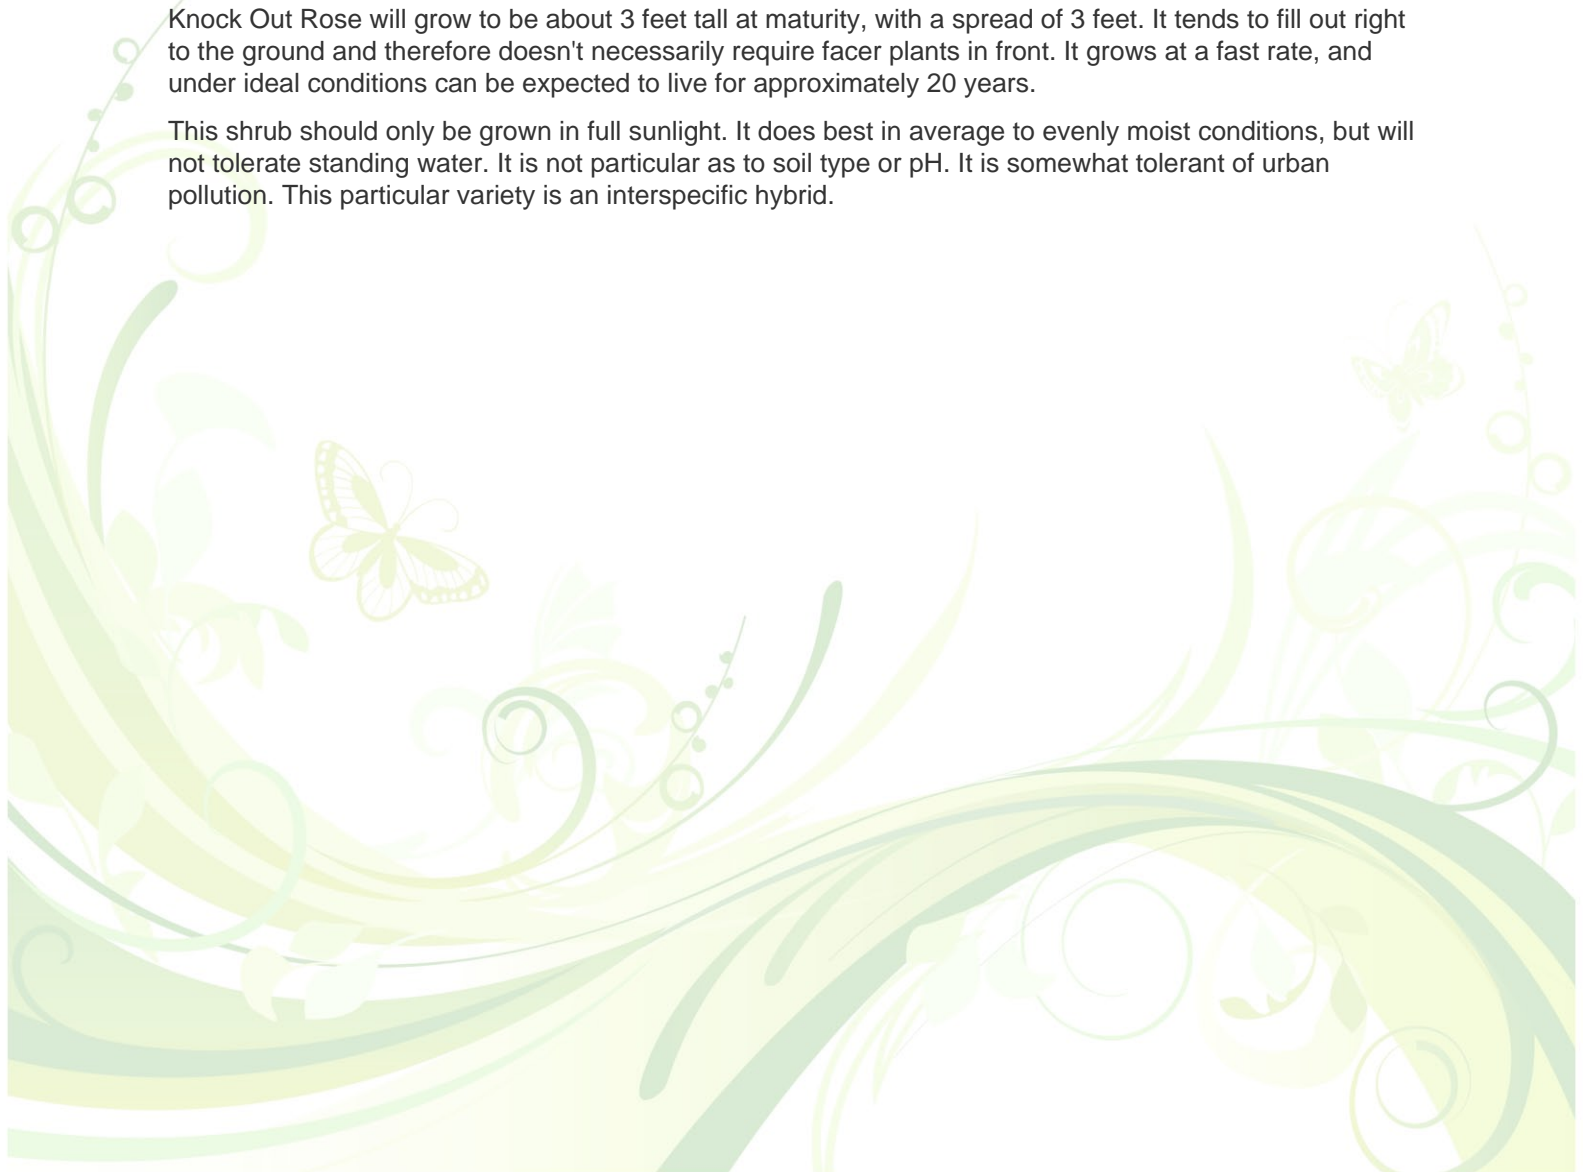 Knock Out Rose will grow to be about 3 feet tall at maturity, with a spread of 3 feet. It tends to fill out right
to the ground and therefore doesn't necessarily require facer plants in front. It grows at a fast rate, and
under ideal conditions can be expected to live for approximately 20 years.
This shrub should only be grown in full sunlight. It does best in average to evenly moist conditions, but will
not tolerate standing water. It is not particular as to soil type or pH. It is somewhat tolerant of urban
pollution. This particular variety is an interspecific hybrid.